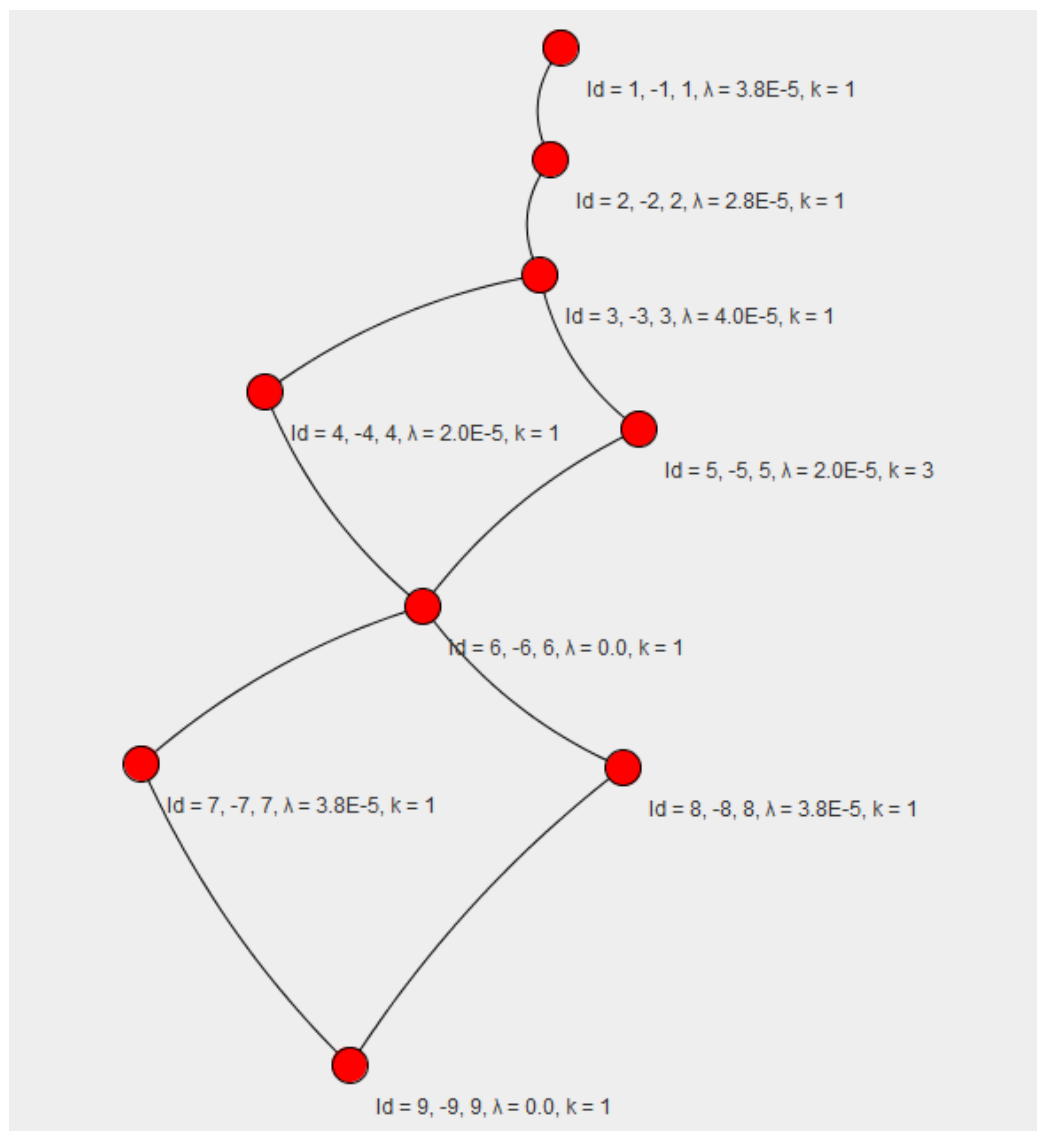 Id = 1, -1, 1, λ = 3.8E-5, k = 1
Id = 2, -2, 2, λ = 2.8E-5, k = 1
Id = 3, -3, 3, λ = 4.0E-5, k = 1
Id = 4, -4, 4, λ = 2.0E-5, k = 1
Id = 5, -5, 5, λ = 2.0E-5, k = 3
Id = 6, -6, 6, λ = 0.0, k = 1
Id = 7, -7, 7, λ = 3.8E-5, k = 1
Id = 8, -8, 8, λ = 3.8E-5, k = 1
Id = 9, -9, 9, λ = 0.0, k = 1